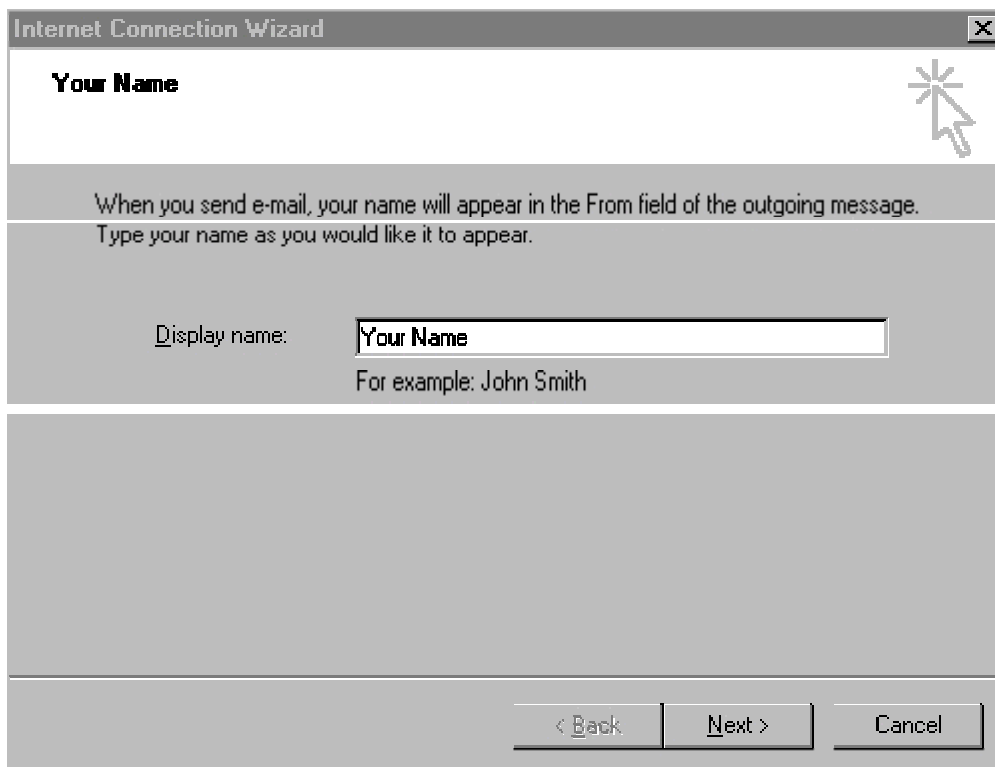 Internet Connection Wizard
Your Name
When you send e-mail, your name will appear in the From field of the outgoing message.
Type your name as you would like it to appear.
Display name: Your Name
For example: John Smith
< Back Next > Cancel